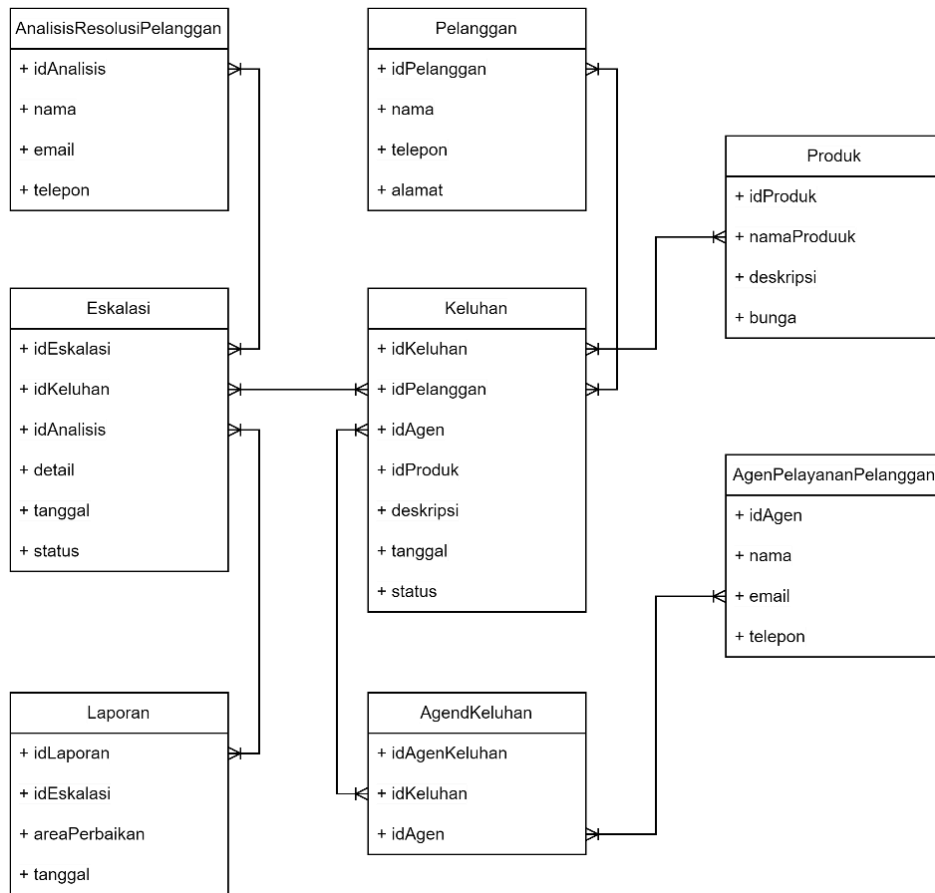 AnalisisResolusiPelanggan
+ idAnalisis
+ nama
+ email
+ telepon
Pelanggan
+ idPelanggan
+ nama
+ telepon
+ alamat
Produk
+ idProduk
+ namaProduuk
+ deskripsi
+ bunga
Eskalasi
+ idEskalasi
+ idKeluhan
+ idAnalisis
+ detail
+ tanggal
+ status
Keluhan
+ idKeluhan
+ idPelanggan
+ idAgen
+ idProduk
+ deskripsi
+ tanggal
+ status
AgenPelayananPelanggan
+ idAgen
+ nama
+ email
+ telepon
Laporan
+ idLaporan
+ idEskalasi
+ areaPerbaikan
+ tanggal
AgendKeluhan
+ idAgenKeluhan
+ idKeluhan
+ idAgen